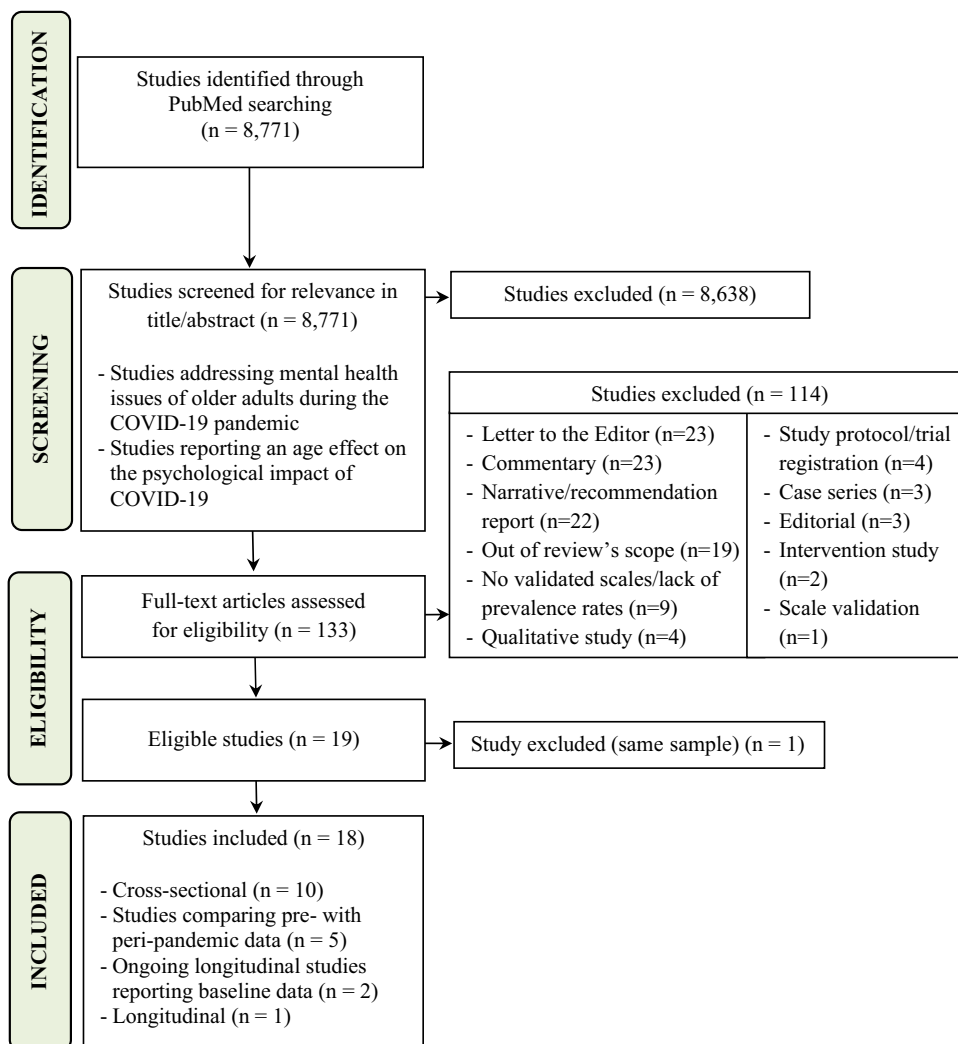 IDENTIFICATION
Studies identified through
PubMed searching
(n = 8,771)
SCREENING
Studies screened for relevance in
title/abstract (n = 8,771)
- Studies addressing mental health
issues of older adults during the
COVID-19 pandemic
- Studies reporting an age effect on
the psychological impact of
COVID-19
Studies excluded (n = 8,638)
ELIGIBILITY
Full-text articles assessed
for eligibility (n = 133)
Studies excluded (n = 114)
- Letter to the Editor (n=23)
- Commentary (n=23)
- Narrative/recommendation
report (n=22)
- Out of review’s scope (n=19)
- No validated scales/lack of
prevalence rates (n=9)
- Qualitative study (n=4)
- Study protocol/trial
registration (n=4)
- Case series (n=3)
- Editorial (n=3)
- Intervention study
(n=2)
- Scale validation
(n=1)
Eligible studies (n = 19)
Study excluded (same sample) (n = 1)
INCLUDED
Studies included (n = 18)
- Cross-sectional (n = 10)
- Studies comparing pre- with
peri-pandemic data (n = 5)
- Ongoing longitudinal studies
reporting baseline data (n = 2)
- Longitudinal (n = 1)